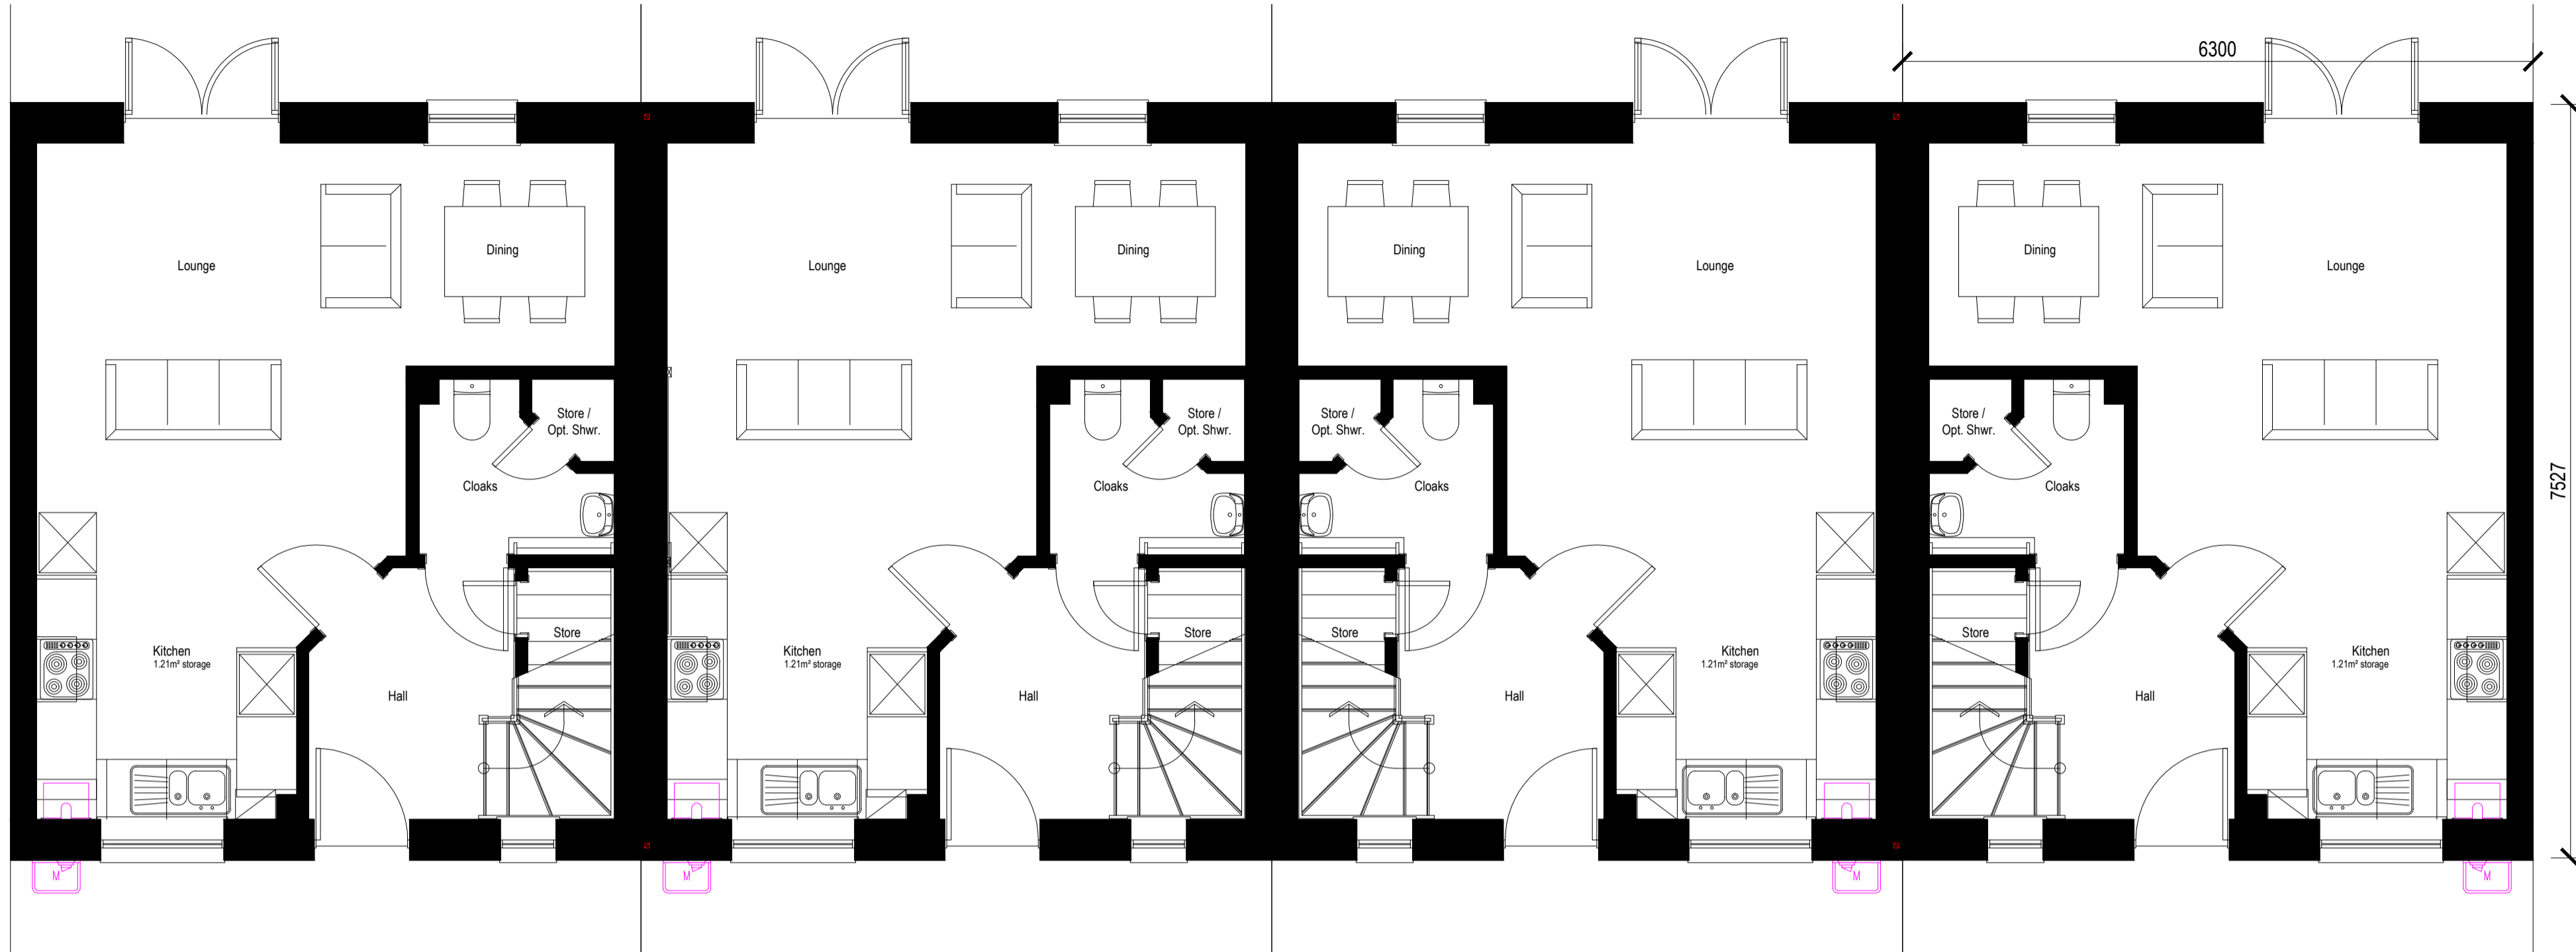 6300
7527
Lounge
Dining
Lounge
Dining
Dining
Lounge
Dining
Lounge
Store /
Opt. Shwr.
Store /
Opt. Shwr.
Store /
Opt. Shwr.
Store /
Opt. Shwr.
Cloaks
Cloaks
Cloaks
Cloaks
Store
Store
Store
Store
Kitchen
1.21m² storage
Kitchen
1.21m² storage
Kitchen
1.21m² storage
Kitchen
1.21m² storage
Hall
Hall
Hall
Hall
M
M
M
M